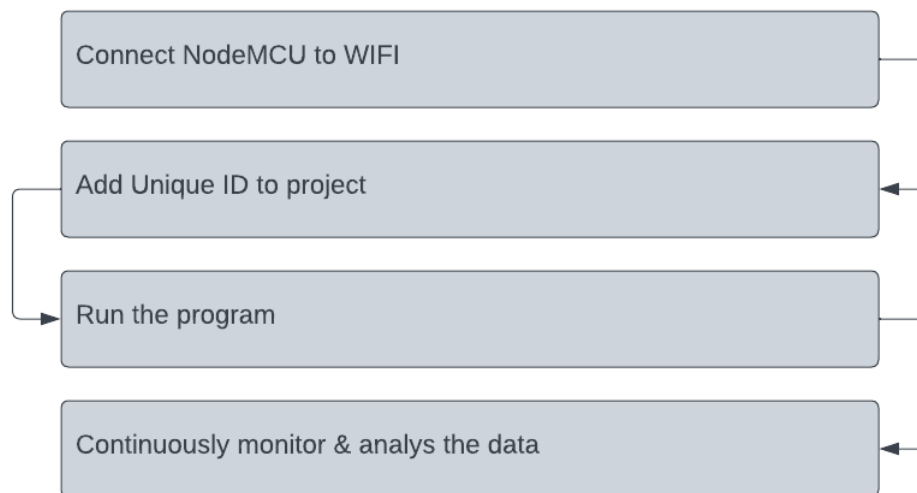 Connect NodeMCU to WIFI
Add Unique ID to project
Run the program
Continuously monitor & analys the data